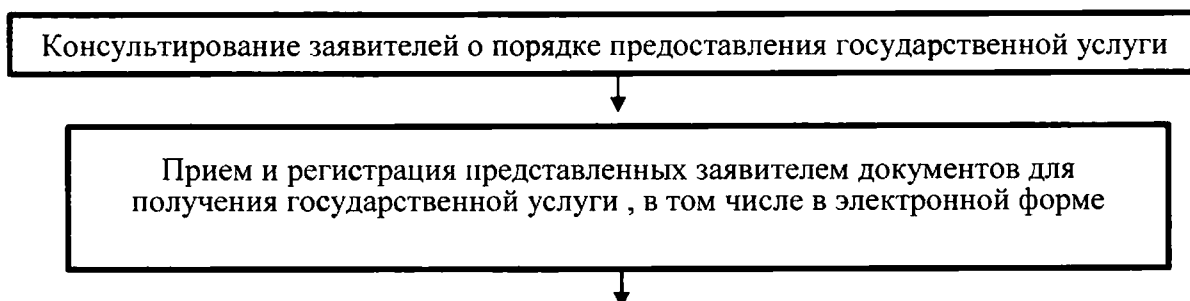 Консультирование заявителей о порядке предоставления государственной услуги
Прием и регистрация представленных заявителем документов для
получения государственной услуги , в том числе в электронной форме